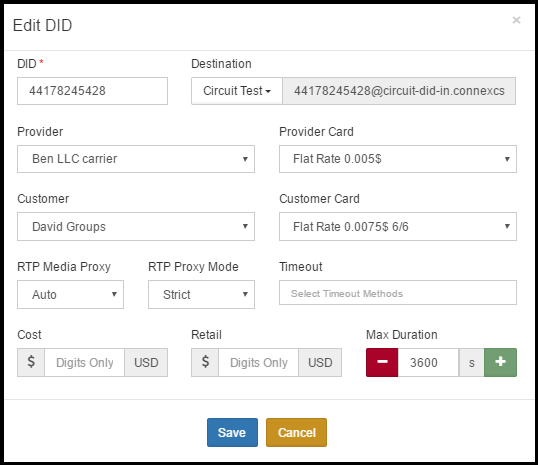 Edit DID ×
DID * Destination
44178245428 Circuit Test 44178245428@circuit-did-in.connexcs
Provider Provider Card
Ben LLC carrier Flat Rate 0.005$
Customer Customer Card
David Groups Flat Rate 0.0075$ 6/6
RTP Media Proxy RTP Proxy Mode Timeout
Auto Strict Select Timeout Methods
Cost Retail Max Duration
$ Digits Only USD $ Digits Only USD − 3600 s +
Save Cancel